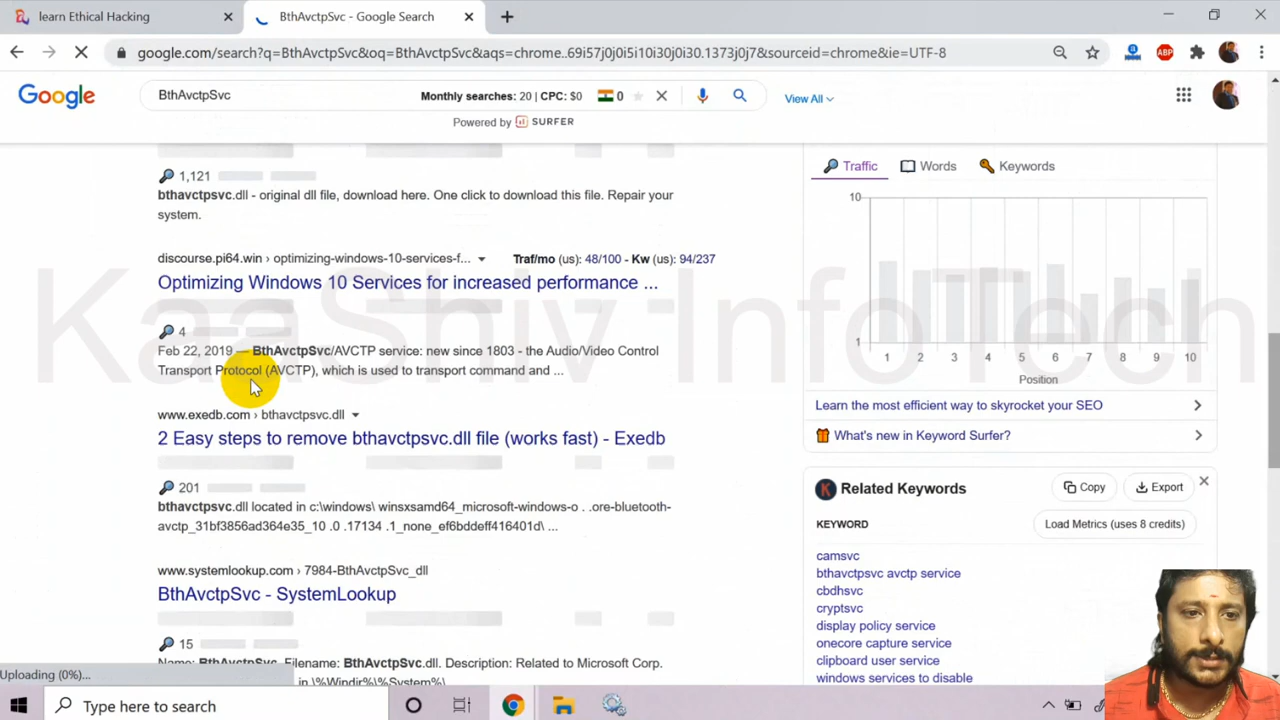 learn Ethical Hacking
BthAvctpSvc - Google Search
google.com/search?q=BthAvctpSvc&oq=BthAvctpSvc&aqs=chrome..69i57j0j0i5i10i30j0i30.1373j0j7&sourceid=chrome&ie=UTF-8
ABP
Google
BthAvctpSvc
Monthly searches: 20 | CPC: $0
0
View All
Powered by SURFER
1,121
bthavctpsvc.dll - original dll file, download here. One click to download this file. Repair your
system.
discourse.pi64.win › optimizing-windows-10-services-f...
Traf/mo (us): 48/100 - Kw (us): 94/237
Optimizing Windows 10 Services for increased performance ...
4
Feb 22, 2019 — BthAvctpSvc/AVCTP service: new since 1803 - the Audio/Video Control
Transport Protocol (AVCTP), which is used to transport command and ...
www.exedb.com › bthavctpsvc.dll
2 Easy steps to remove bthavctpsvc.dll file (works fast) - Exedb
201
bthavctpsvc.dll located in c:\windows\ winsxsamd64_microsoft-windows-o . .ore-bluetooth-
avctp_31bf3856ad364e35_10 .0 .17134 .1_none_ef6bddeff416401d\ ...
www.systemlookup.com › 7984-BthAvctpSvc_dll
BthAvctpSvc - SystemLookup
15
Name: BthAvctpSvc. Filename: BthAvctpSvc.dll. Description: Related to Microsoft Corp.
in \%Windir%\%System%\
Traffic
Words
Keywords
10
1
1 2 3 4 5 6 7 8 9 10
Position
Learn the most efficient way to skyrocket your SEO
What's new in Keyword Surfer?
K
Related Keywords
Copy
Export
KEYWORD
Load Metrics (uses 8 credits)
camsvc
bthavctpsvc avctp service
cbdhsvc
cryptsvc
display policy service
onecore capture service
clipboard user service
windows services to disable
KaaShiv InfoTech
Uploading (0%)...
Type here to search